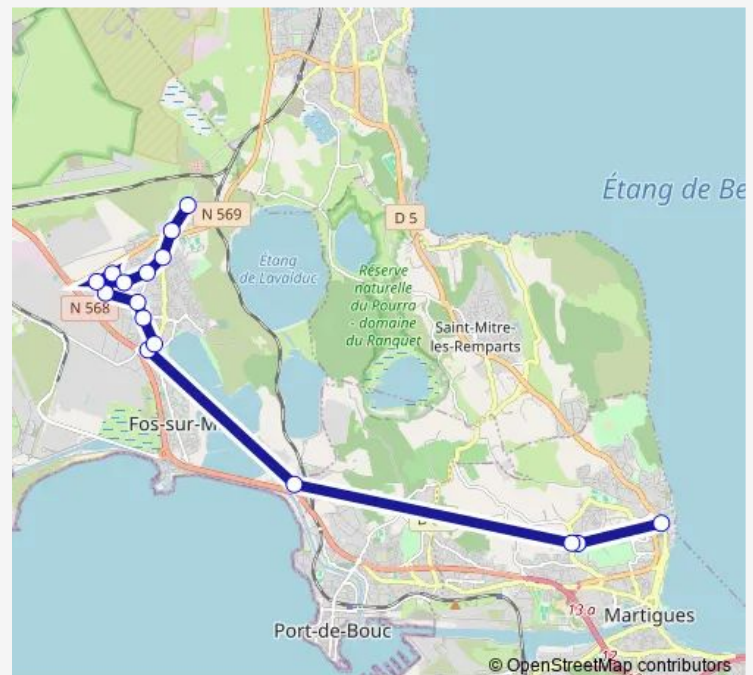 Étang de Be
N 569
D 5
Étang
de Lavalduc
Réserve
naturelle
du Pourra
- domaine
du Ranquet
N 568
Saint-Mitre-
les-Remparts
Fos-sur-M
13 a
Martigues
Port-de-Bouc
12
© OpenStreetMap contributors